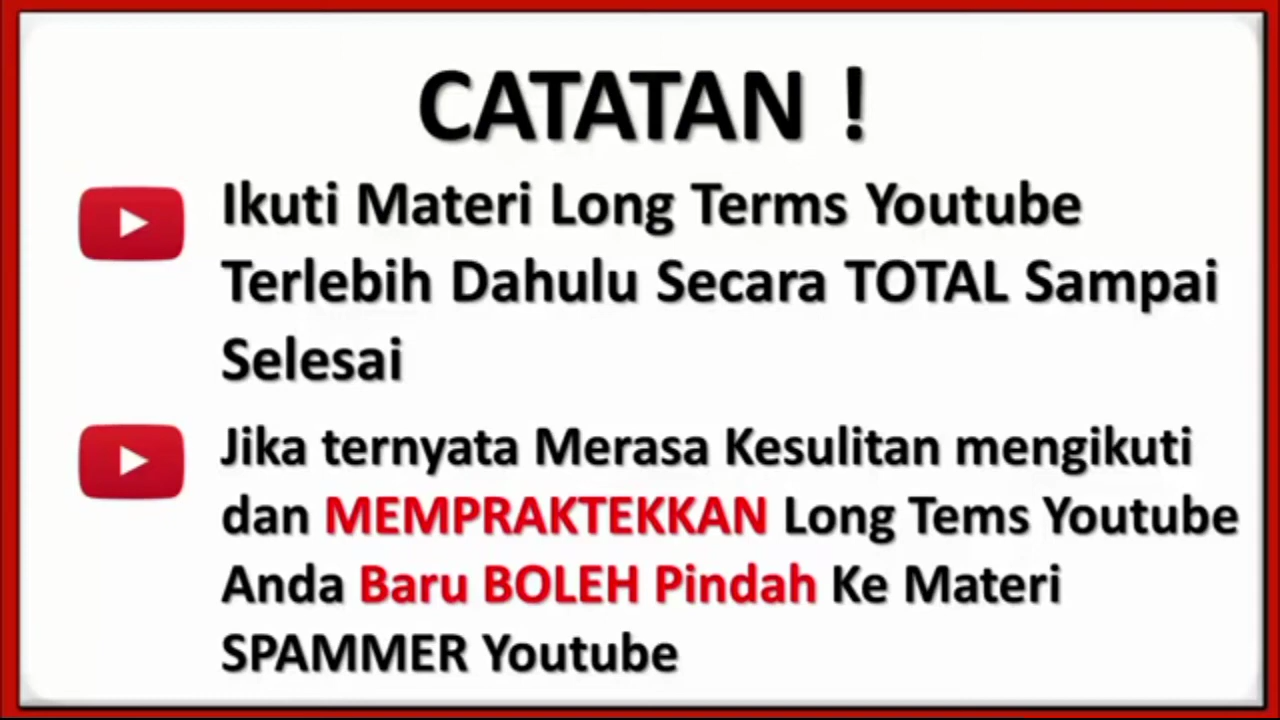 CATATAN !
Ikuti Materi Long Terms Youtube
Terlebih Dahulu Secara TOTAL Sampai
Selesai
Jika ternyata Merasa Kesulitan mengikuti
dan MEMPRAKTEKKAN Long Tems Youtube
Anda Baru BOLEH Pindah Ke Materi
SPAMMER Youtube